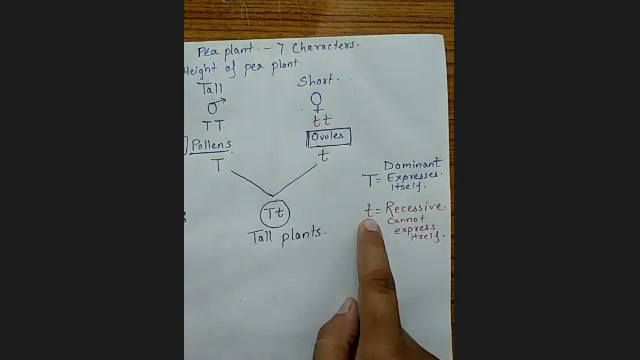 Pea plant - 7 Characters.
Height of pea plant.
Tall
Short
TT
tt
Pollens
Ovules
T
t
T = Dominant
Expresses
itself.
t = Recessive
Cannot
express
itself.
Tt
Tall plants.